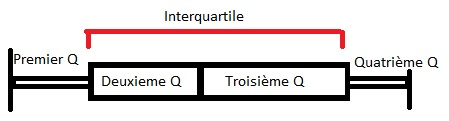 Interquartile
Premier Q
Deuxieme Q
Troisième Q
Quatrième Q